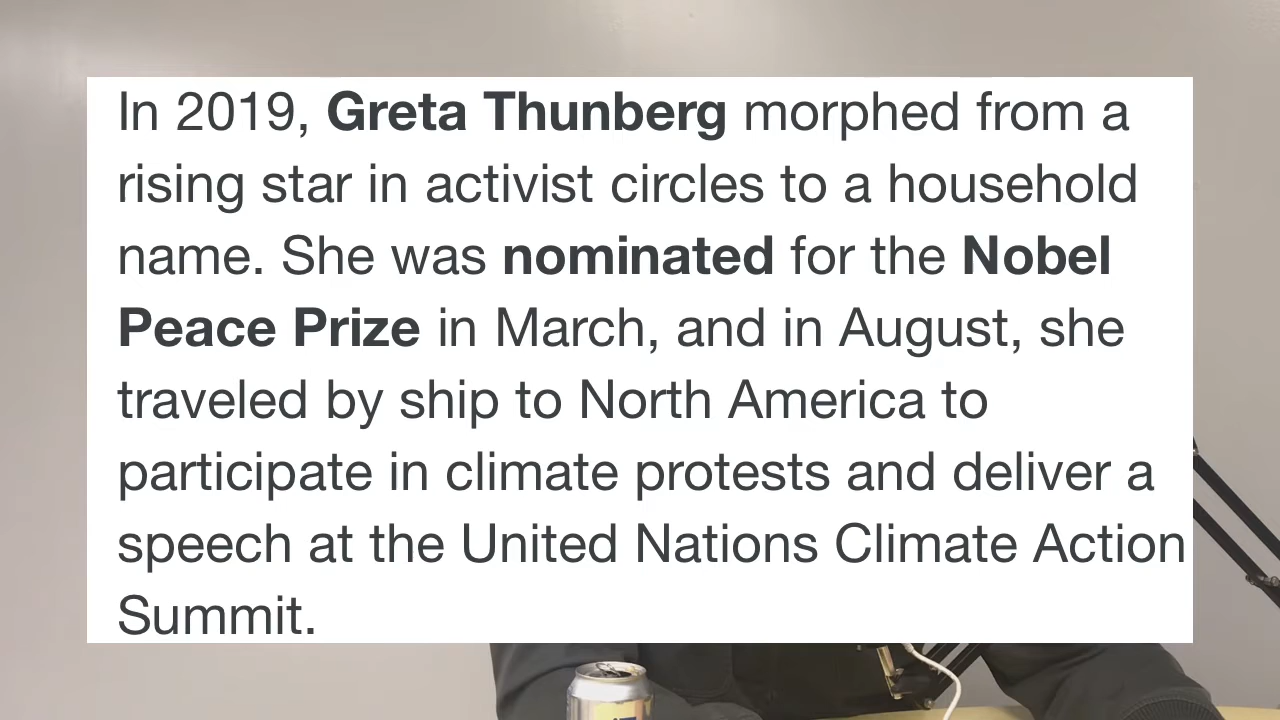 In 2019, Greta Thunberg morphed from a
rising star in activist circles to a household
name. She was nominated for the Nobel
Peace Prize in March, and in August, she
traveled by ship to North America to
participate in climate protests and deliver a
speech at the United Nations Climate Action
Summit.